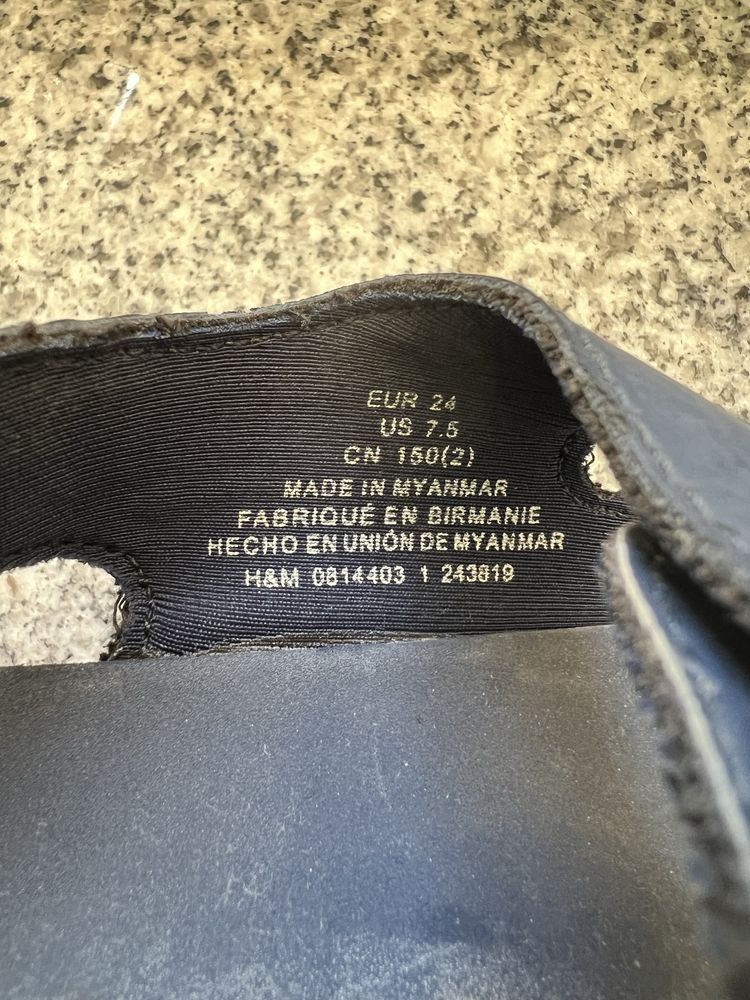 EUR 24
US 7.5
CN 150(2)
MADE IN MYANMAR
FABRIQUÉ EN BIRMANIE
HECHO EN UNIÓN DE MYANMAR
H&M 0814403 1 243819